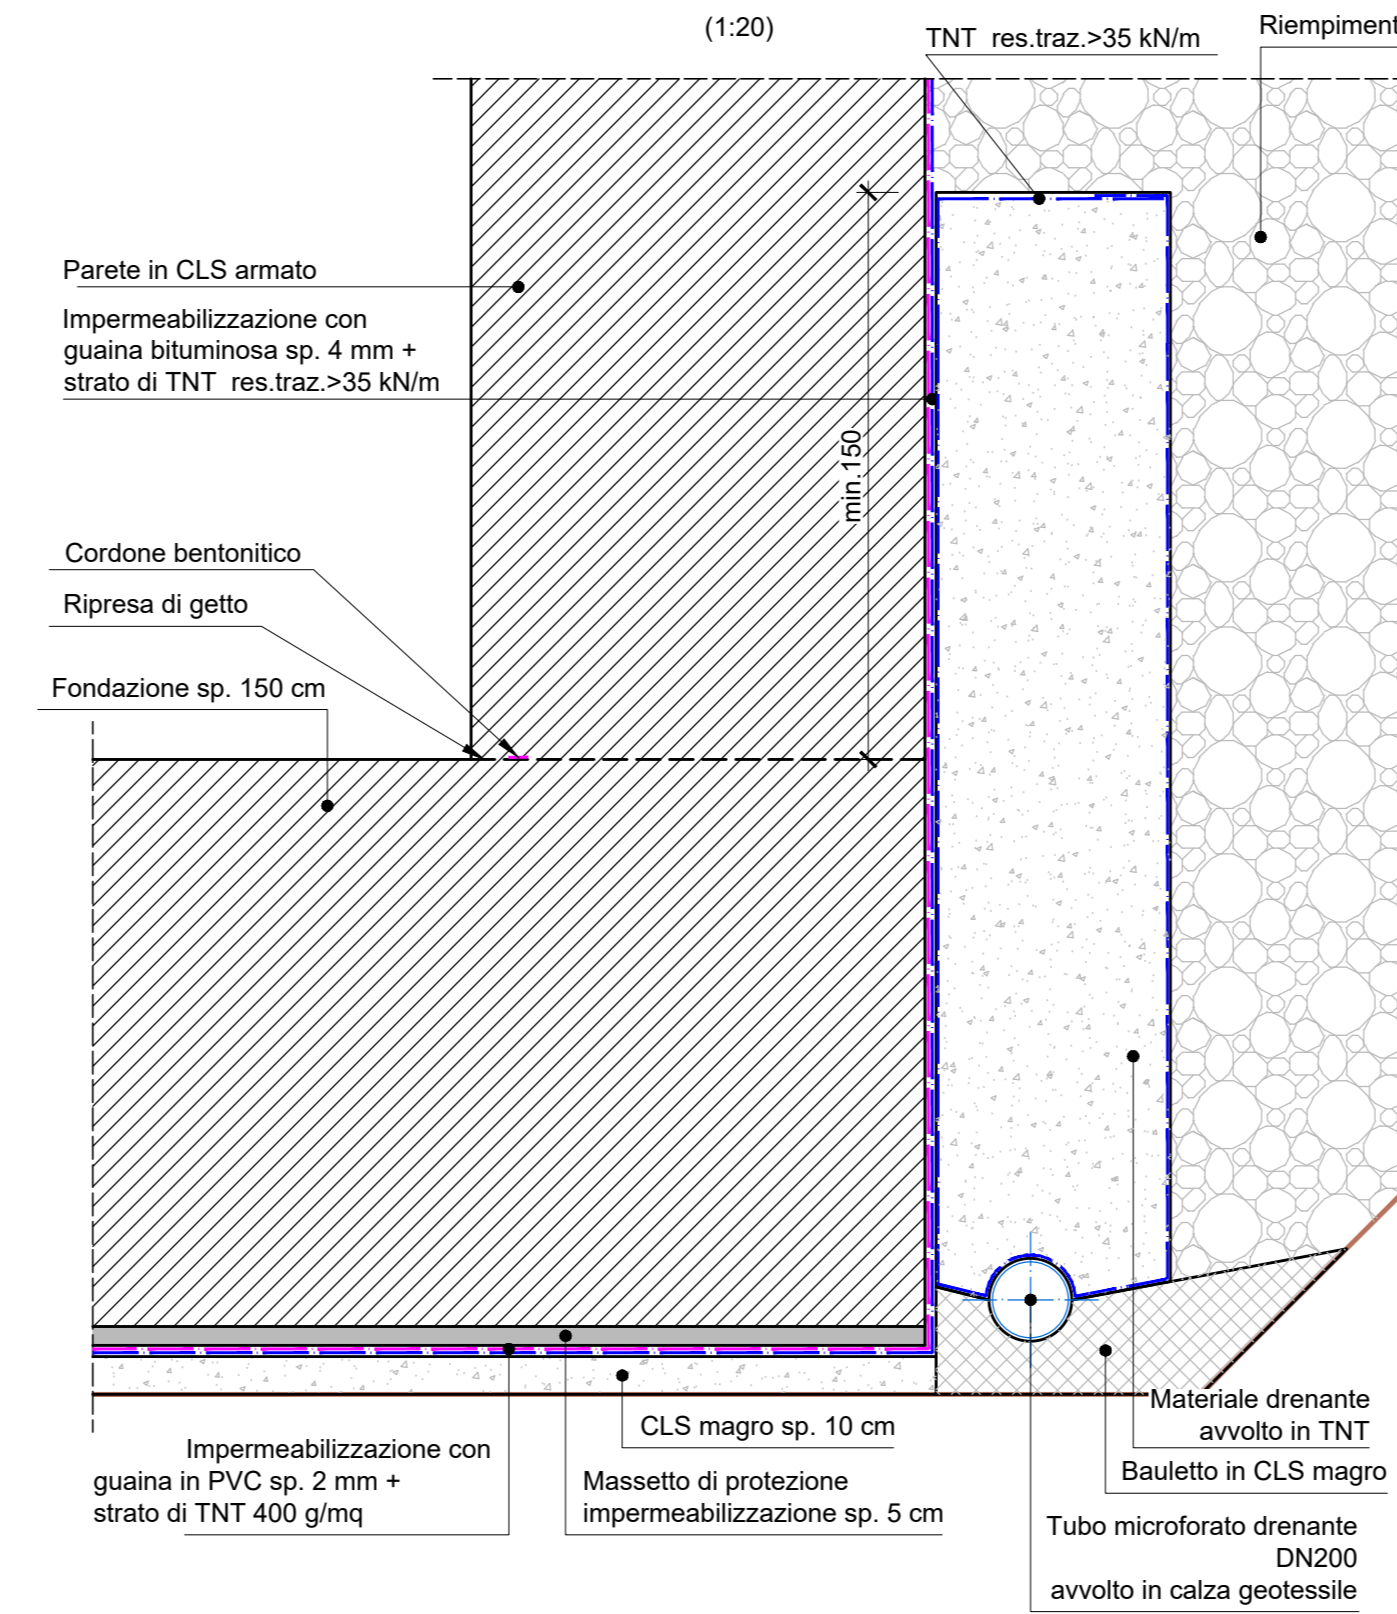 (1:20)
TNT res.traz.>35 kN/m
Riempiment
Parete in CLS armato
Impermeabilizzazione con
guaina bituminosa sp. 4 mm +
strato di TNT res.traz.>35 kN/m
min.150
Cordone bentonitico
Ripresa di getto
Fondazione sp. 150 cm
Materiale drenante
avvolto in TNT
CLS magro sp. 10 cm
Impermeabilizzazione con
guaina in PVC sp. 2 mm +
strato di TNT 400 g/mq
Massetto di protezione
impermeabilizzazione sp. 5 cm
Bauletto in CLS magro
Tubo microforato drenante
DN200
avvolto in calza geotessile